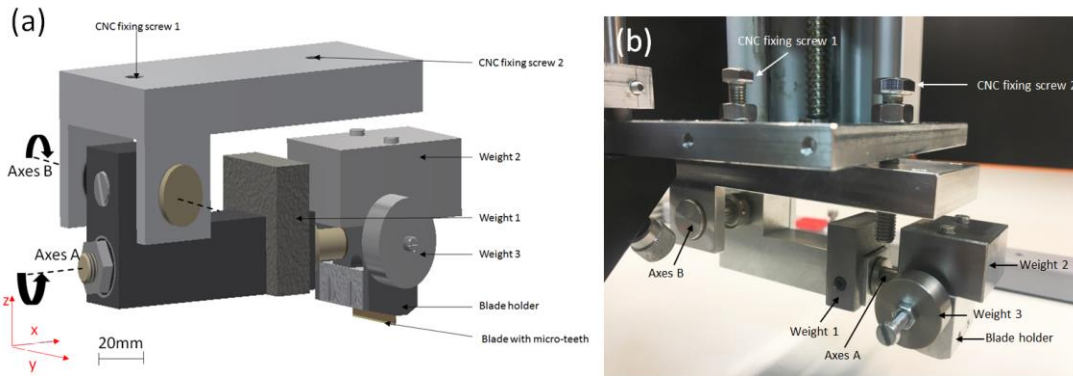 (a)
CNC fixing screw 1
CNC fixing screw 2
Axes B
Axes A
Weight 2
Weight 1
Weight 3
Blade holder
Blade with micro-teeth
z
x
y
20mm
(b)
CNC fixing screw 1
CNC fixing screw 2
Axes B
Weight 2
Weight 3
Weight 1
Blade holder
Axes A